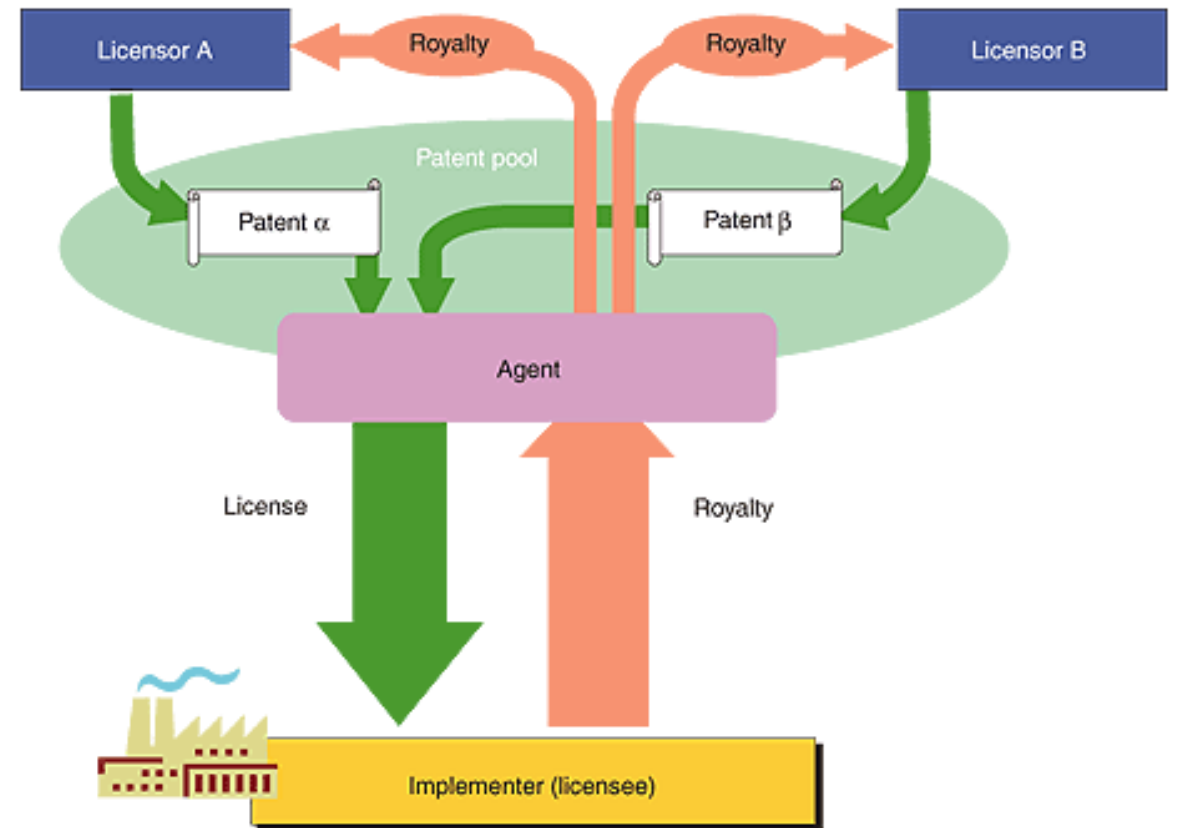 Licensor A
Royalty
Royalty
Licensor B
Patent pool
Patent α
Patent β
Agent
License
Royalty
Implementer (licensee)